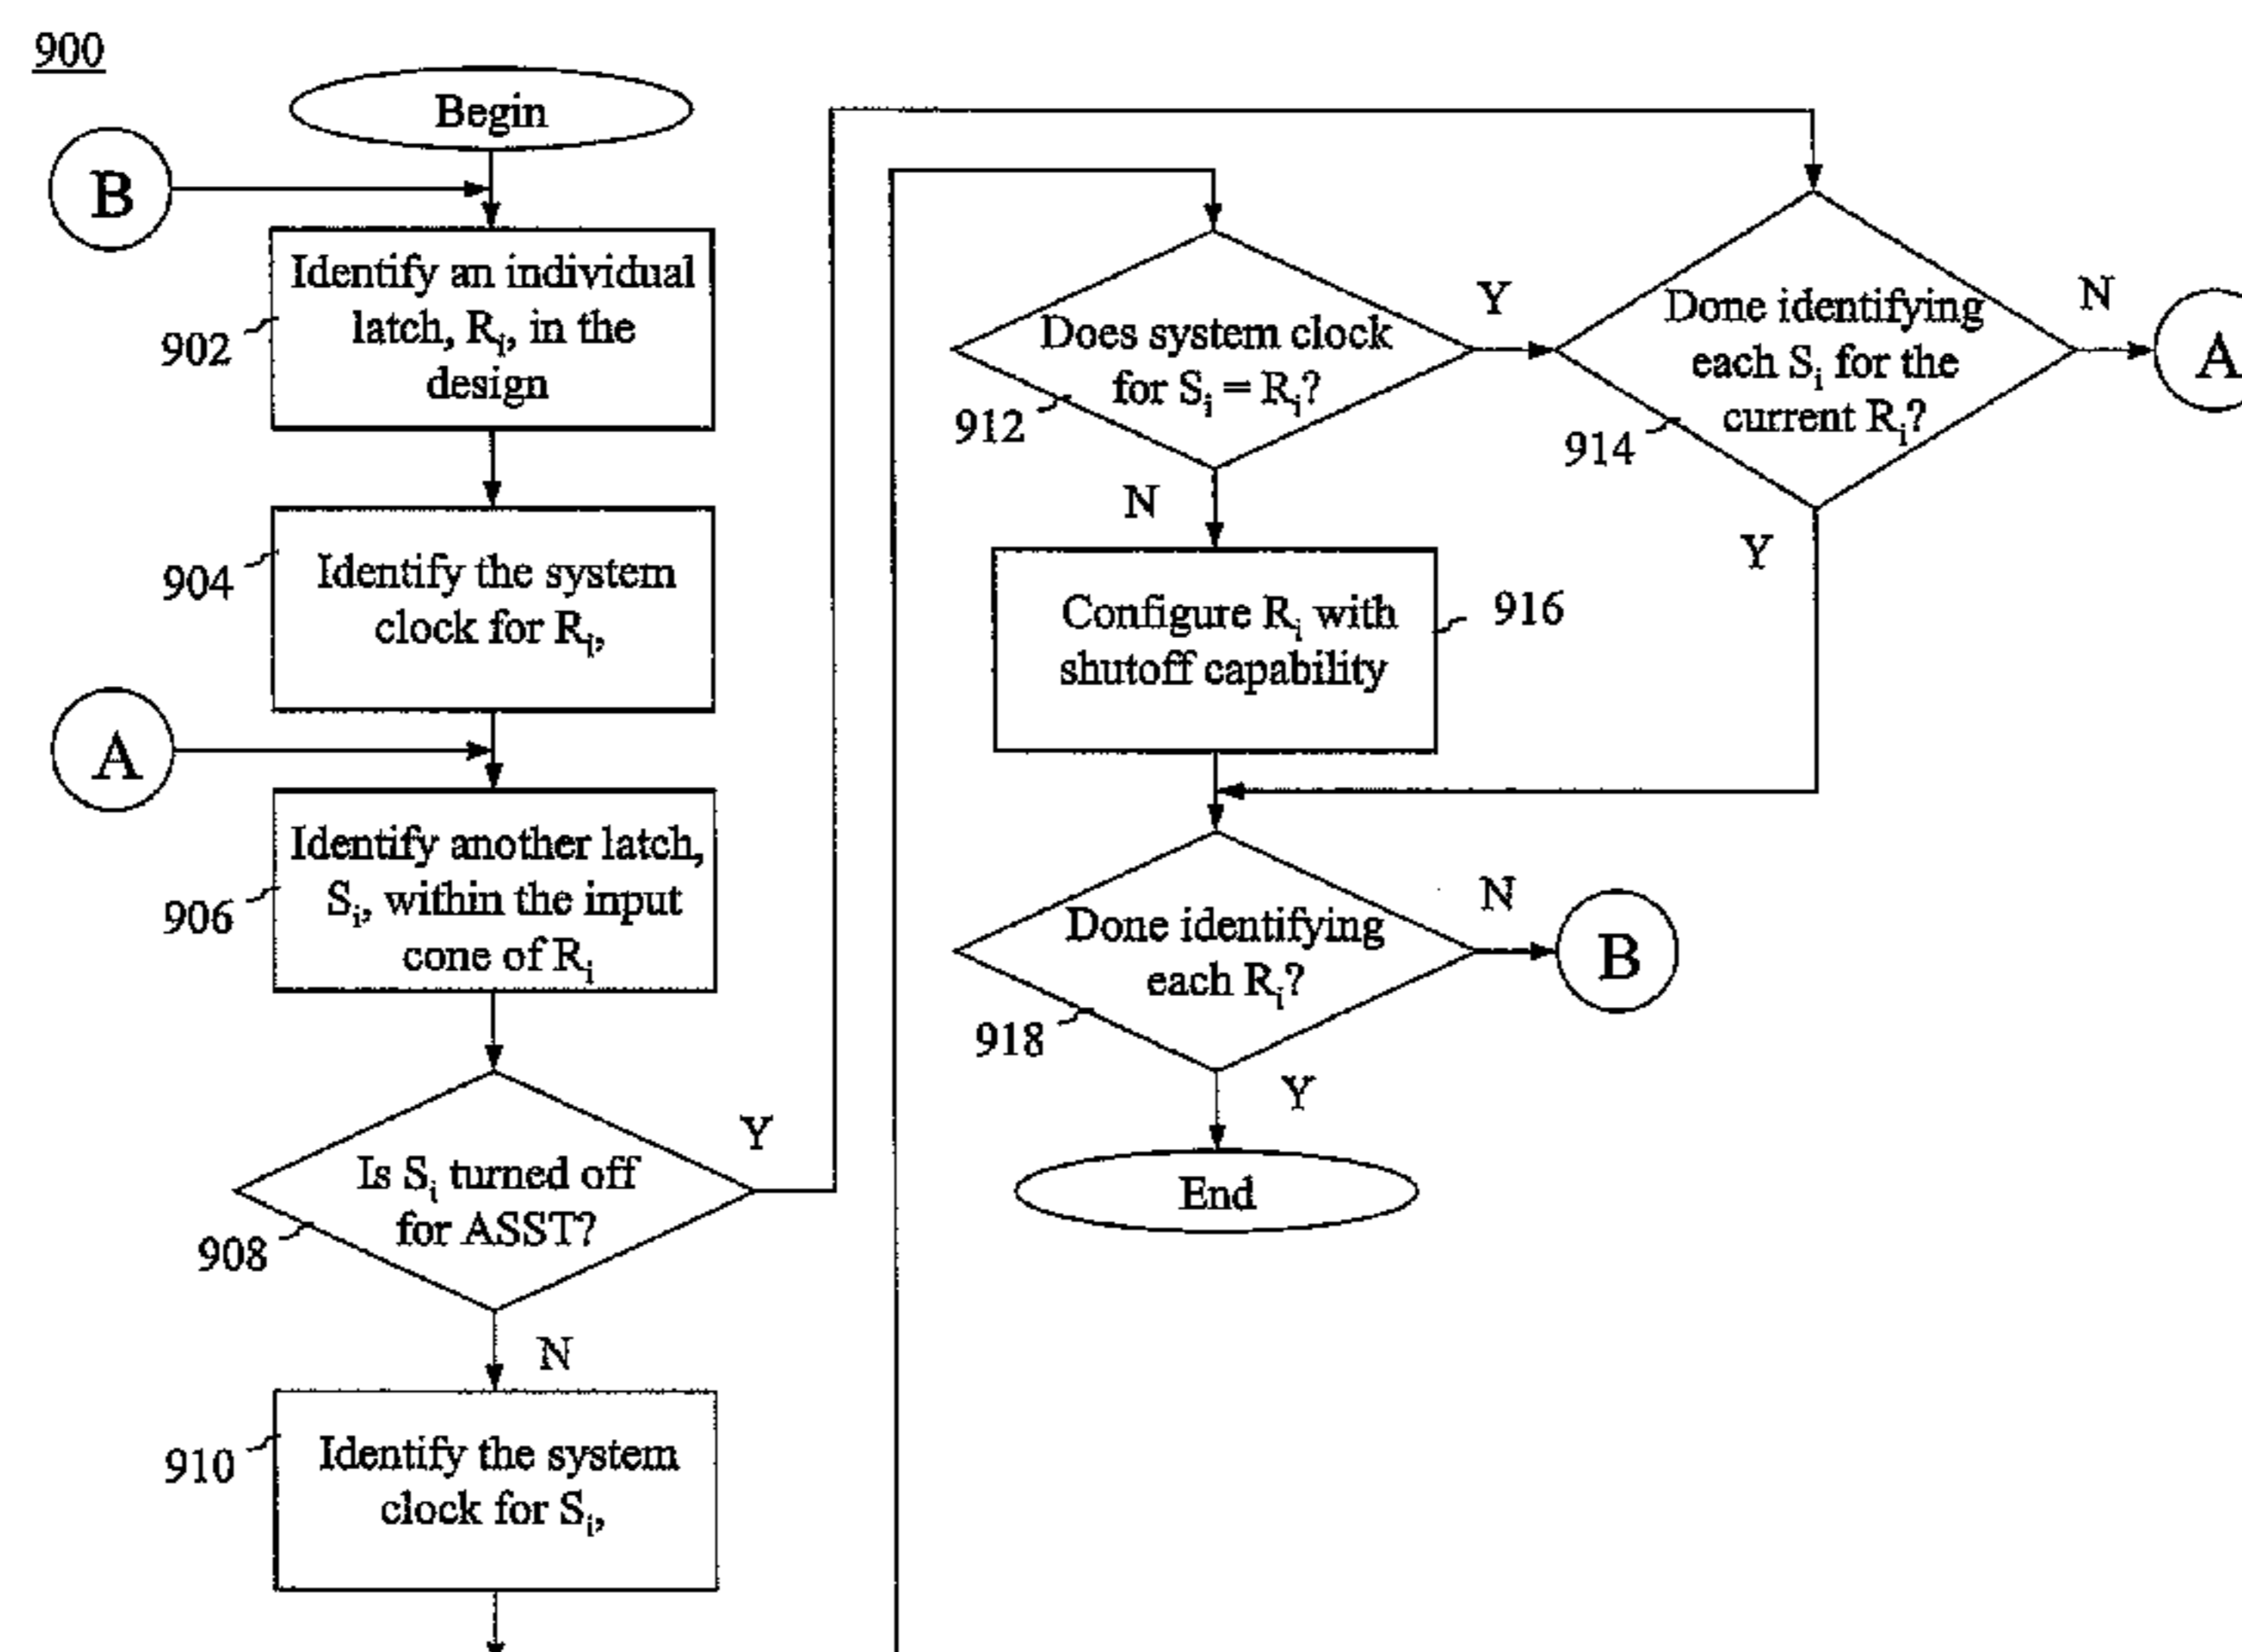 900
Begin
B
Identify an individual
latch, Ri, in the
design
902
Identify the system
clock for Ri,
904
A
Identify another latch,
Si, within the input
cone of Ri
906
Is Si turned off
for ASST?
908
Y
N
Identify the system
clock for Si,
910
Does system clock
for Si = Ri?
912
Y
N
Done identifying
each Si for the
current Ri?
914
N
A
Y
Configure Ri with
shutoff capability
916
Done identifying
each Ri?
918
N
B
Y
End